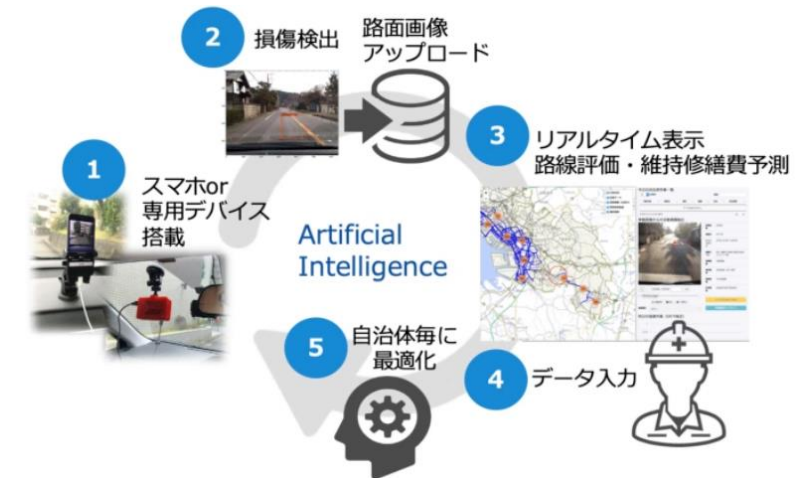 1
スマホor
専用デバイス
搭載
2
損傷検出
路面画像
アップロード
3
リアルタイム表示
路線評価・維持修繕費予測
4
データ入力
5
自治体毎に
最適化
Artificial
Intelligence